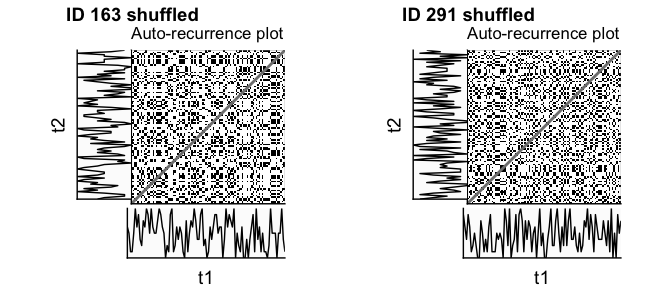 ID 163 shuffled
Auto-recurrence plot
t2
t1
ID 291 shuffled
Auto-recurrence plot
t2
t1